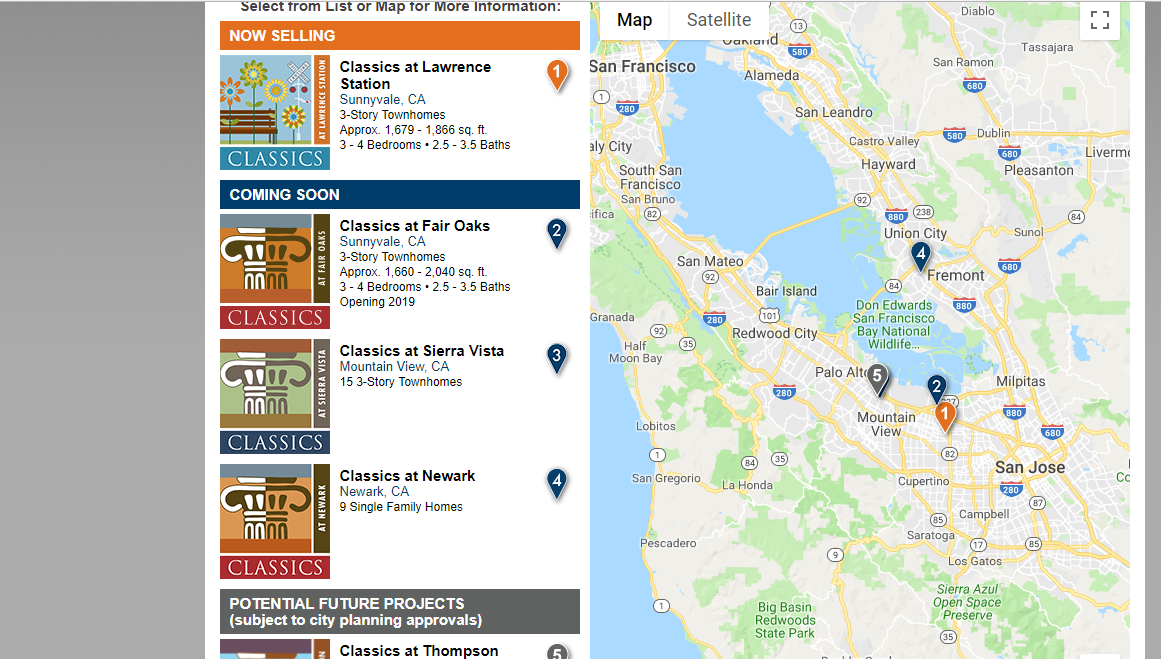 Select from List or Map for More Information:
NOW SELLING
AT LAWRENCE STATION
CLASSICS
Classics at Lawrence
Station
Sunnyvale, CA
3-Story Townhomes
Approx. 1,679 - 1,866 sq. ft.
3 - 4 Bedrooms • 2.5 - 3.5 Baths
1
COMING SOON
AT FAIR OAKS
CLASSICS
Classics at Fair Oaks
Sunnyvale, CA
3-Story Townhomes
Approx. 1,660 - 2,040 sq. ft.
3 - 4 Bedrooms • 2.5 - 3.5 Baths
Opening 2019
2
AT SIERRA VISTA
CLASSICS
Classics at Sierra Vista
Mountain View, CA
15 3-Story Townhomes
3
AT NEWARK
CLASSICS
Classics at Newark
Newark, CA
9 Single Family Homes
4
POTENTIAL FUTURE PROJECTS
(subject to city planning approvals)
Classics at Thompson
5
Map
Satellite
Diablo
13
Oakland
580
Tassajara
San Francisco
San Ramon
Alameda
680
1
280
San Leandro
580
Dublin
Castro Valley
680
Livermo
aly City
Hayward
Pleasanton
South San
Francisco
San Bruno
92
880
238
84
cifica
82
Union City
Sunol
4
San Mateo
92
Fremont
680
84
Bair Island
880
Granada
280
101
Don Edwards
San Francisco
Bay National
Wildlife...
92
Redwood City
35
Half
Moon Bay
Palo Alto
5
2
Milpitas
280
237
1
880
Mountain
View
680
Lobitos
82
1
84
35
San Jose
San Gregorio
La Honda
Cupertino
280
Co
87
85
Campbell
Saratoga
Pescadero
9
17
85
Los Gatos
1
Big Basin
Redwoods
State Park
Sierra Azul
Open Space
Preserve
35